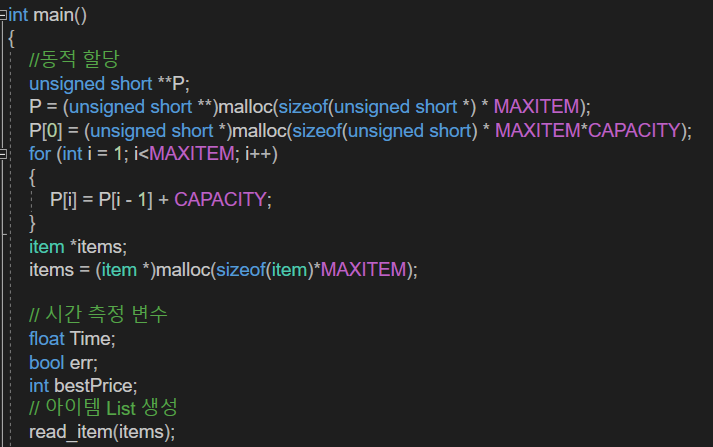 int main()
{
//동적 할당
unsigned short **P;
P = (unsigned short **)malloc(sizeof(unsigned short *) * MAXITEM);
P[0] = (unsigned short *)malloc(sizeof(unsigned short) * MAXITEM*CAPACITY);
for (int i = 1; i<MAXITEM; i++)
{
P[i] = P[i - 1] + CAPACITY;
}
item *items;
items = (item *)malloc(sizeof(item)*MAXITEM);
// 시간 측정 변수
float Time;
bool err;
int bestPrice;
// 아이템 List 생성
read_item(items);